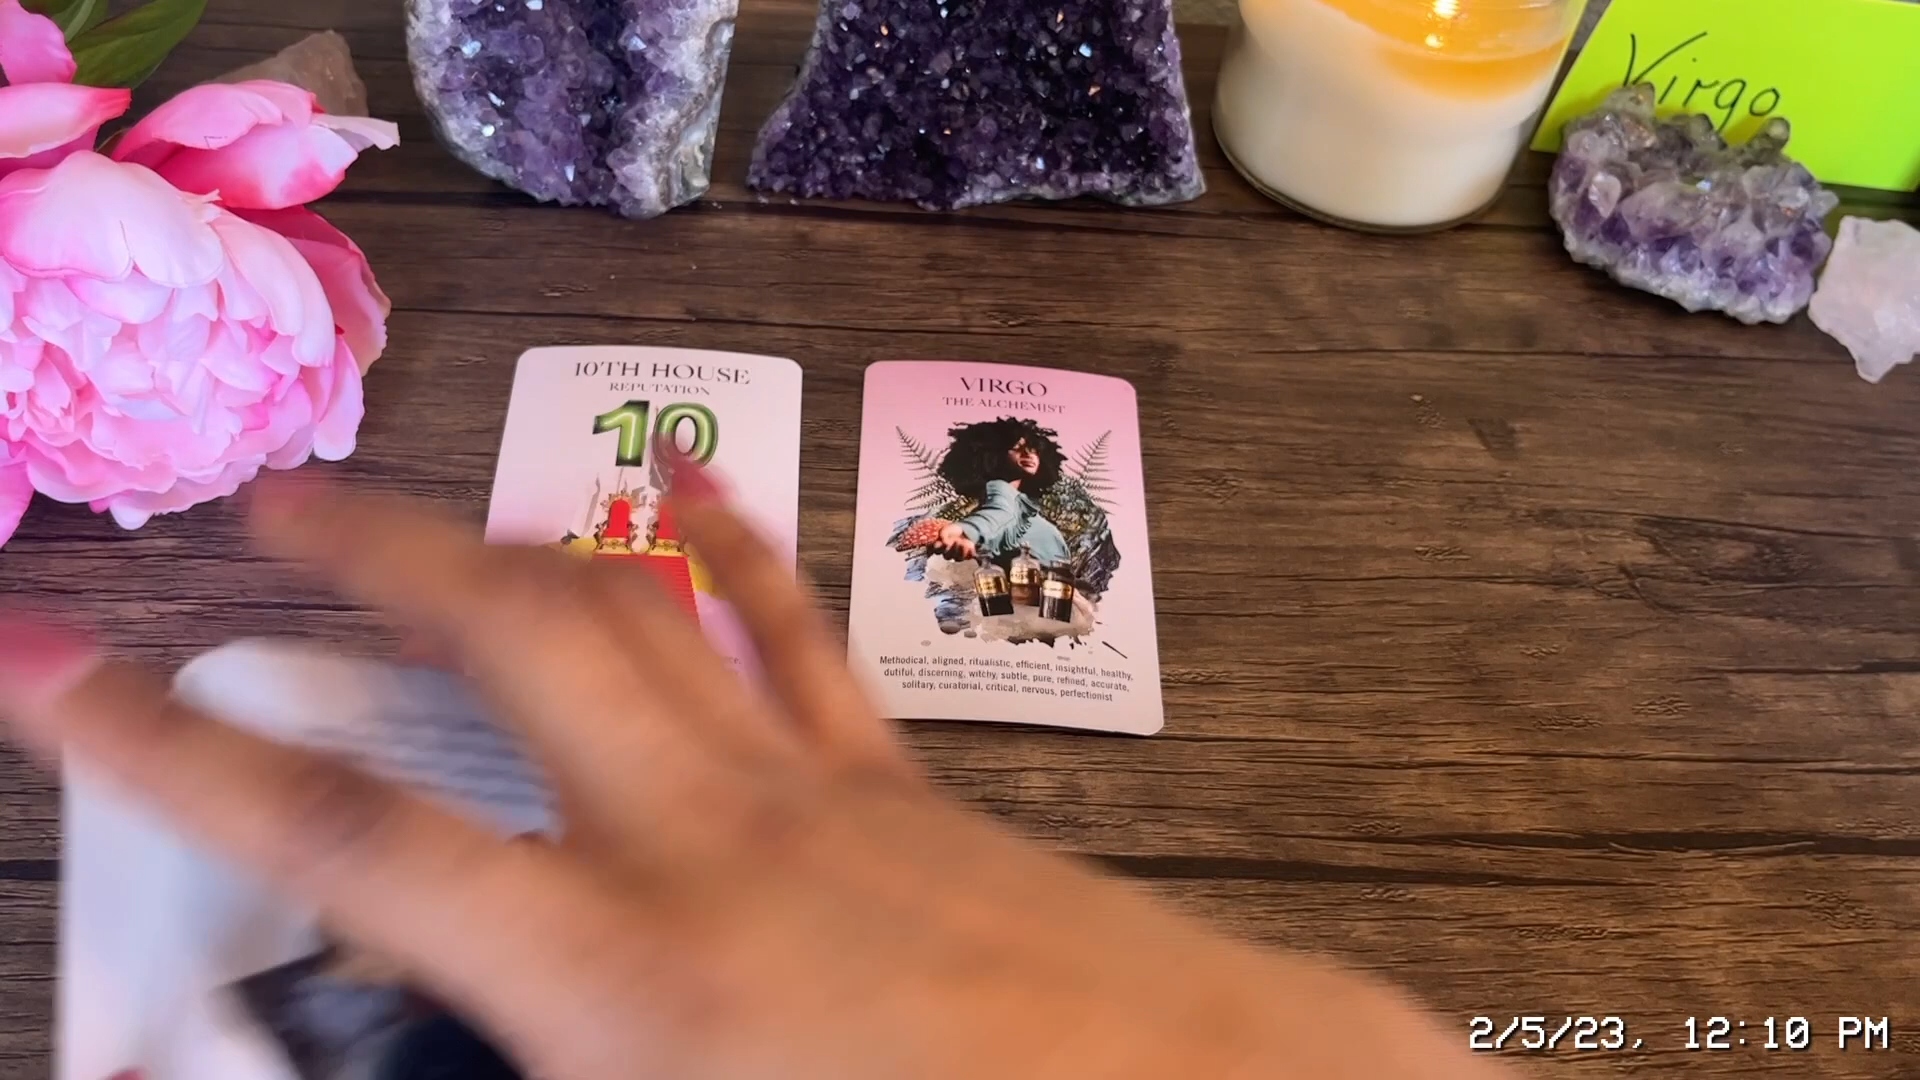 Virgo
10TH HOUSE
REPUTATION
10
VIRGO
THE ALCHEMIST
Methodical, aligned, ritualistic, efficient, insightful, healthy,
dutiful, discerning, witchy, subtle, pure, refined, accurate,
solitary, curatorial, critical, nervous, perfectionist
2/5/23, 12:10 PM